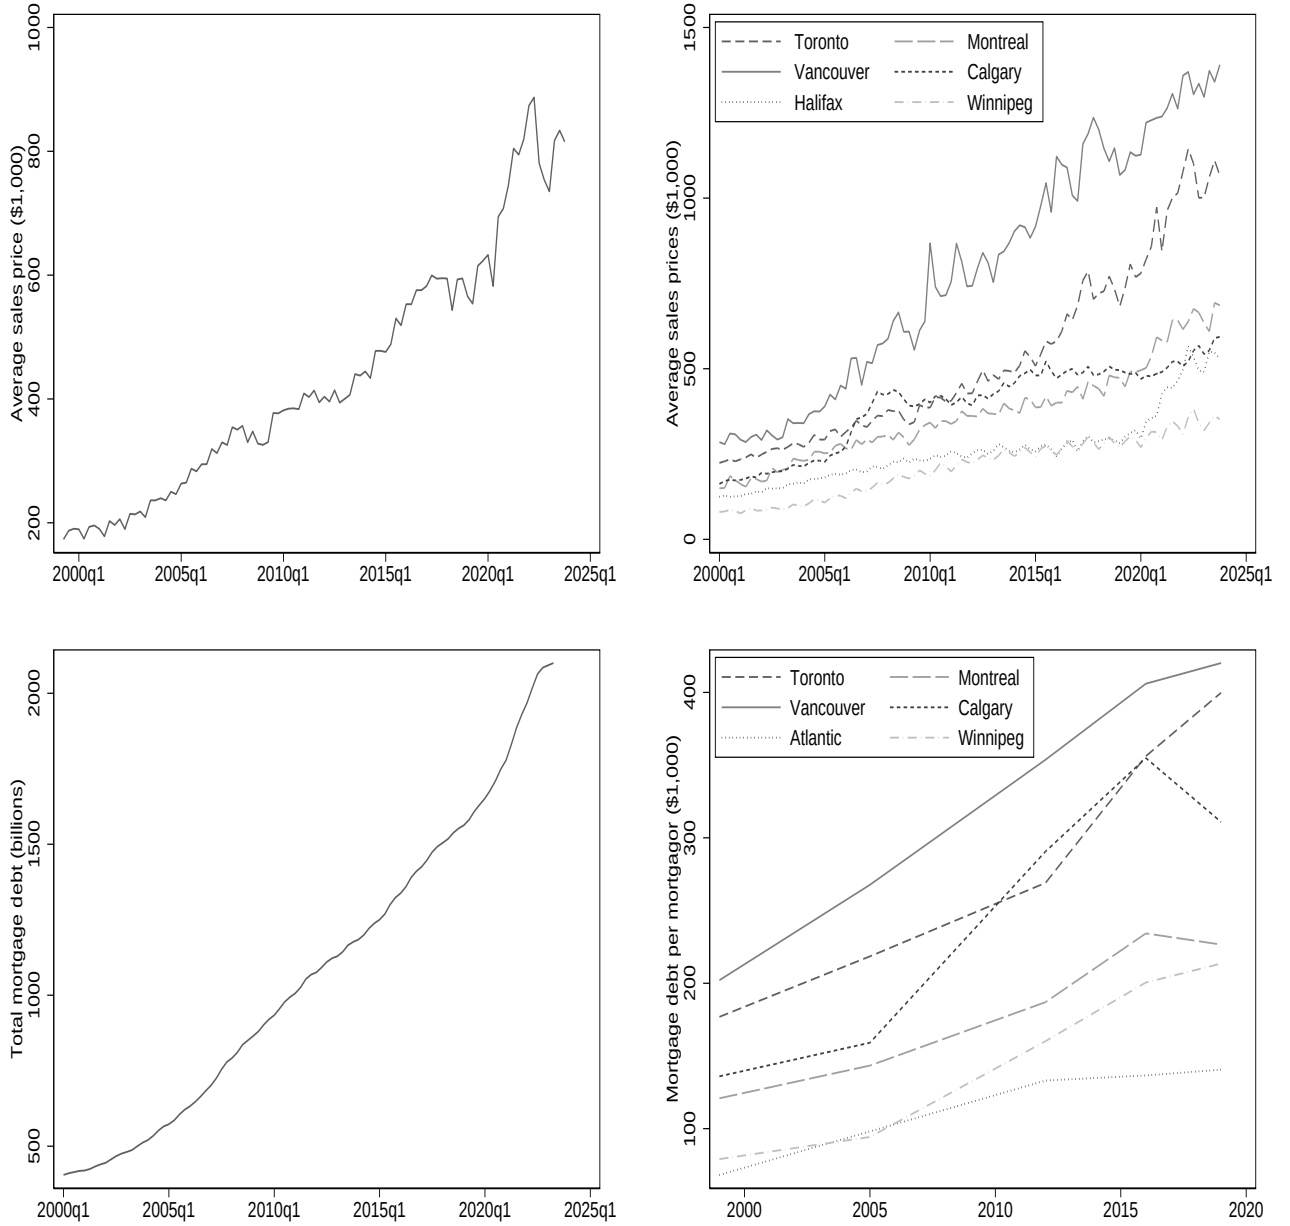 Average sales price ($1,000)
1000
800
600
400
200
2000q1 2005q1 2010q1 2015q1 2020q1 2025q1
Average sales prices ($1,000)
1500
1000
500
0
Toronto Montreal
Vancouver Calgary
Halifax Winnipeg
2000q1 2005q1 2010q1 2015q1 2020q1 2025q1
Total mortgage debt (billions)
2000
1500
1000
500
2000q1 2005q1 2010q1 2015q1 2020q1 2025q1
Mortgage debt per mortgagor ($1,000)
400
300
200
100
Toronto Montreal
Vancouver Calgary
Atlantic Winnipeg
2000 2005 2010 2015 2020